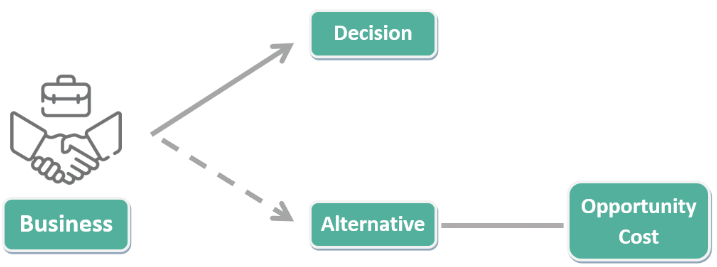 Decision
Business
Alternative
Opportunity
Cost